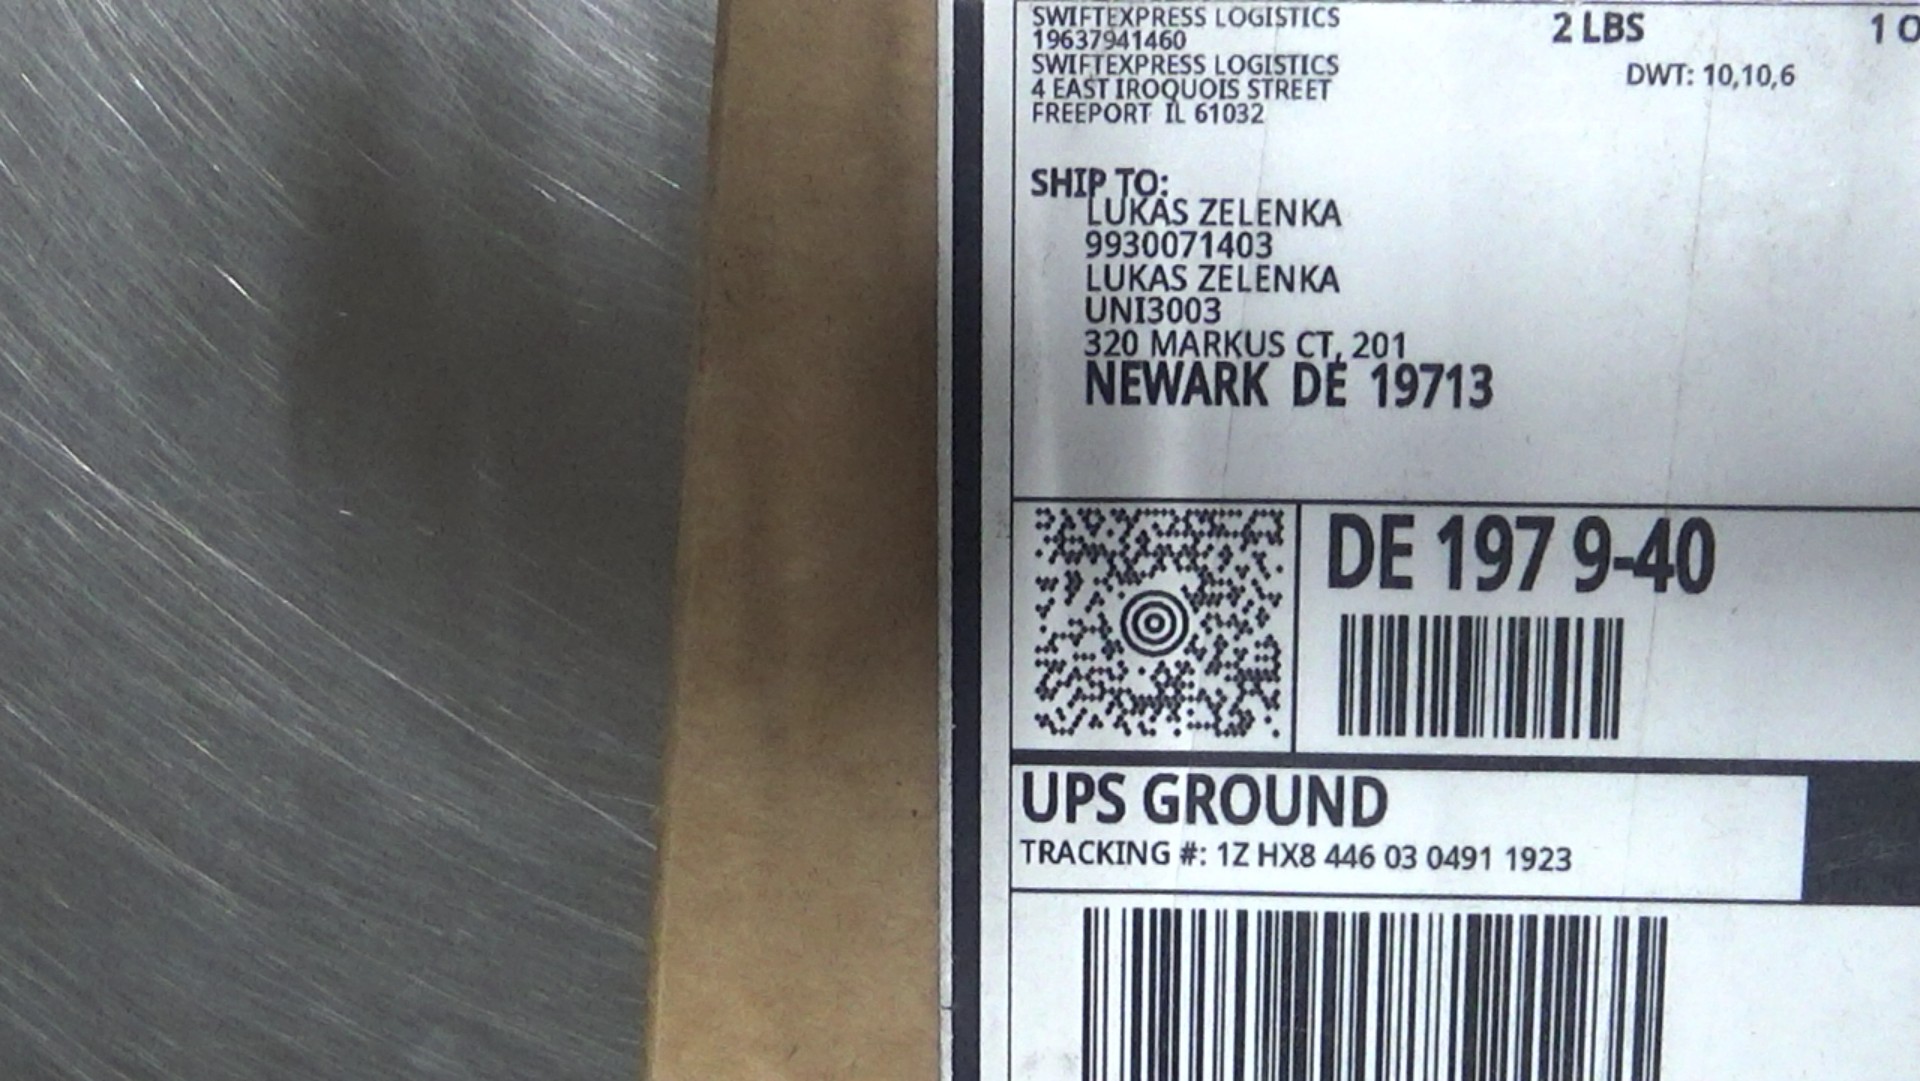 SWIFTEXPRESS LOGISTICS
19637941460
SWIFTEXPRESS LOGISTICS
4 EAST IROQUOIS STREET
FREEPORT IL 61032
2 LBS
1 O
DWT: 10,10,6
SHIP TO:
LUKAS ZELENKA
9930071403
LUKAS ZELENKA
UNI3003
320 MARKUS CT, 201
NEWARK DE 19713
DE 197 9-40
UPS GROUND
TRACKING #: 1Z HX8 446 03 0491 1923